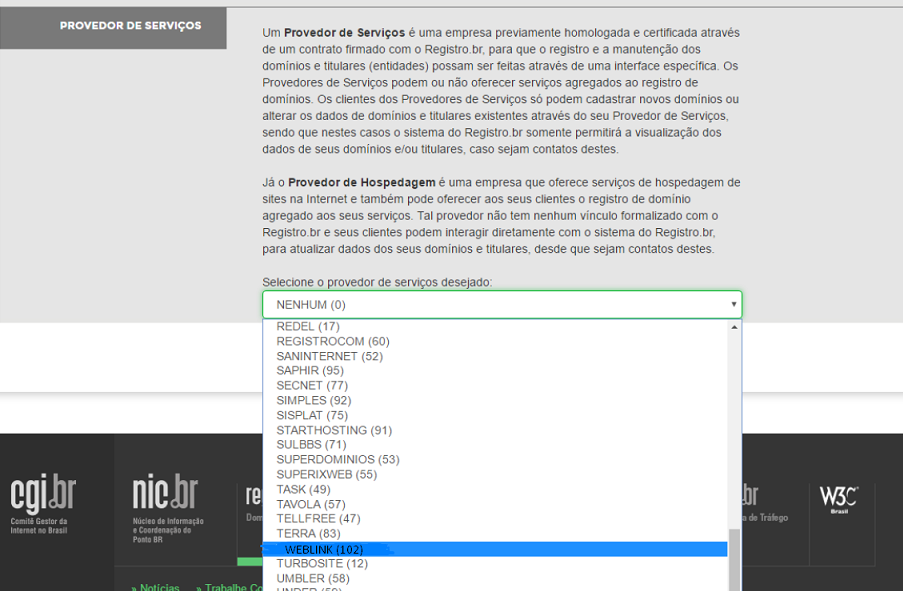 PROVEDOR DE SERVIÇOS
Um Provedor de Serviços é uma empresa previamente homologada e certificada através
de um contrato firmado com o Registro.br, para que o registro e a manutenção dos
domínios e titulares (entidades) possam ser feitas através de uma interface específica. Os
Provedores de Serviços podem ou não oferecer serviços agregados ao registro de
domínios. Os clientes dos Provedores de Serviços só podem cadastrar novos domínios ou
alterar os dados de domínios e titulares existentes através do seu Provedor de Serviços,
sendo que nestes casos o sistema do Registro.br somente permitirá a visualização dos
dados de seus domínios e/ou titulares, caso sejam contatos destes.
Já o Provedor de Hospedagem é uma empresa que oferece serviços de hospedagem de
sites na Internet e também pode oferecer aos seus clientes o registro de domínio
agregado aos seus serviços. Tal provedor não tem nenhum vínculo formalizado com o
Registro.br e seus clientes podem interagir diretamente com o sistema do Registro.br,
para atualizar dados dos seus domínios e titulares, desde que sejam contatos destes.
Selecione o provedor de serviços desejado:
NENHUM (0)
REDEL (17)
REGISTROCOM (60)
SANINTERNET (52)
SAPHIR (95)
SECNET (77)
SIMPLES (92)
SISPLAT (75)
STARTHOSTING (91)
SULBBS (71)
SUPERDOMINIOS (53)
SUPERIXWEB (55)
TASK (49)
TAVOLA (57)
TELLFREE (47)
TERRA (83)
WEBLINK (102)
TURBOSITE (12)
UMBLER (58)
cgi.br
Comitê Gestor da
Internet no Brasil
nic.br
Núcleo de Informação
e Coordenação do
Ponto BR
re
Dom
br
a de Tráfego
W3C
Brasil
» Notícias » Trabalhe Co